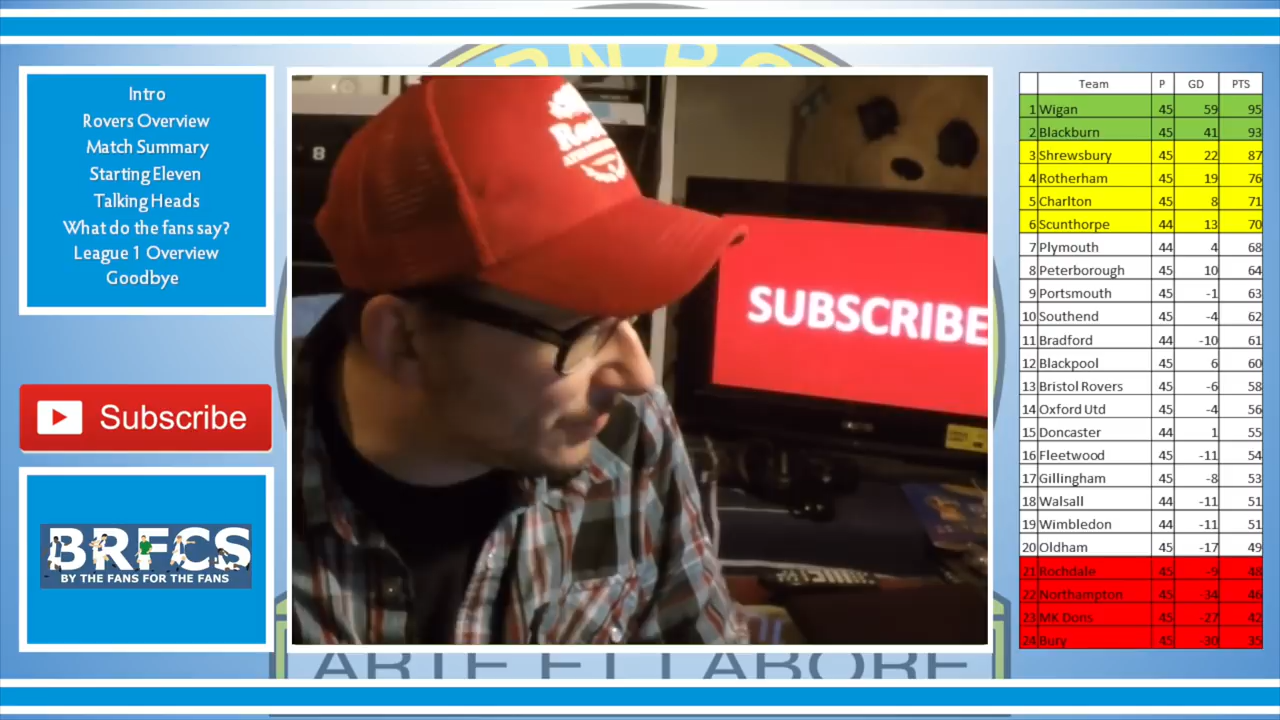 Intro
Rovers Overview
Match Summary
Starting Eleven
Talking Heads
What do the fans say?
League 1 Overview
Goodbye
Subscribe
BRFCS
BY THE FANS FOR THE FANS
8
SUBSCRIBE
ARTE ET LABORE
Team P GD PTS
1 Wigan 45 59 95
2 Blackburn 45 41 93
3 Shrewsbury 45 22 87
4 Rotherham 45 19 76
5 Charlton 45 8 71
6 Scunthorpe 44 13 70
7 Plymouth 44 4 68
8 Peterborough 45 10 64
9 Portsmouth 45 -1 63
10 Southend 45 -4 62
11 Bradford 44 -10 61
12 Blackpool 45 6 60
13 Bristol Rovers 45 -6 58
14 Oxford Utd 45 -4 56
15 Doncaster 44 1 55
16 Fleetwood 45 -11 54
17 Gillingham 45 -8 53
18 Walsall 44 -11 51
19 Wimbledon 44 -11 51
20 Oldham 45 -17 49
21 Rochdale 45 -9 48
22 Northampton 45 -34 46
23 MK Dons 45 -27 42
24 Bury 45 -30 35